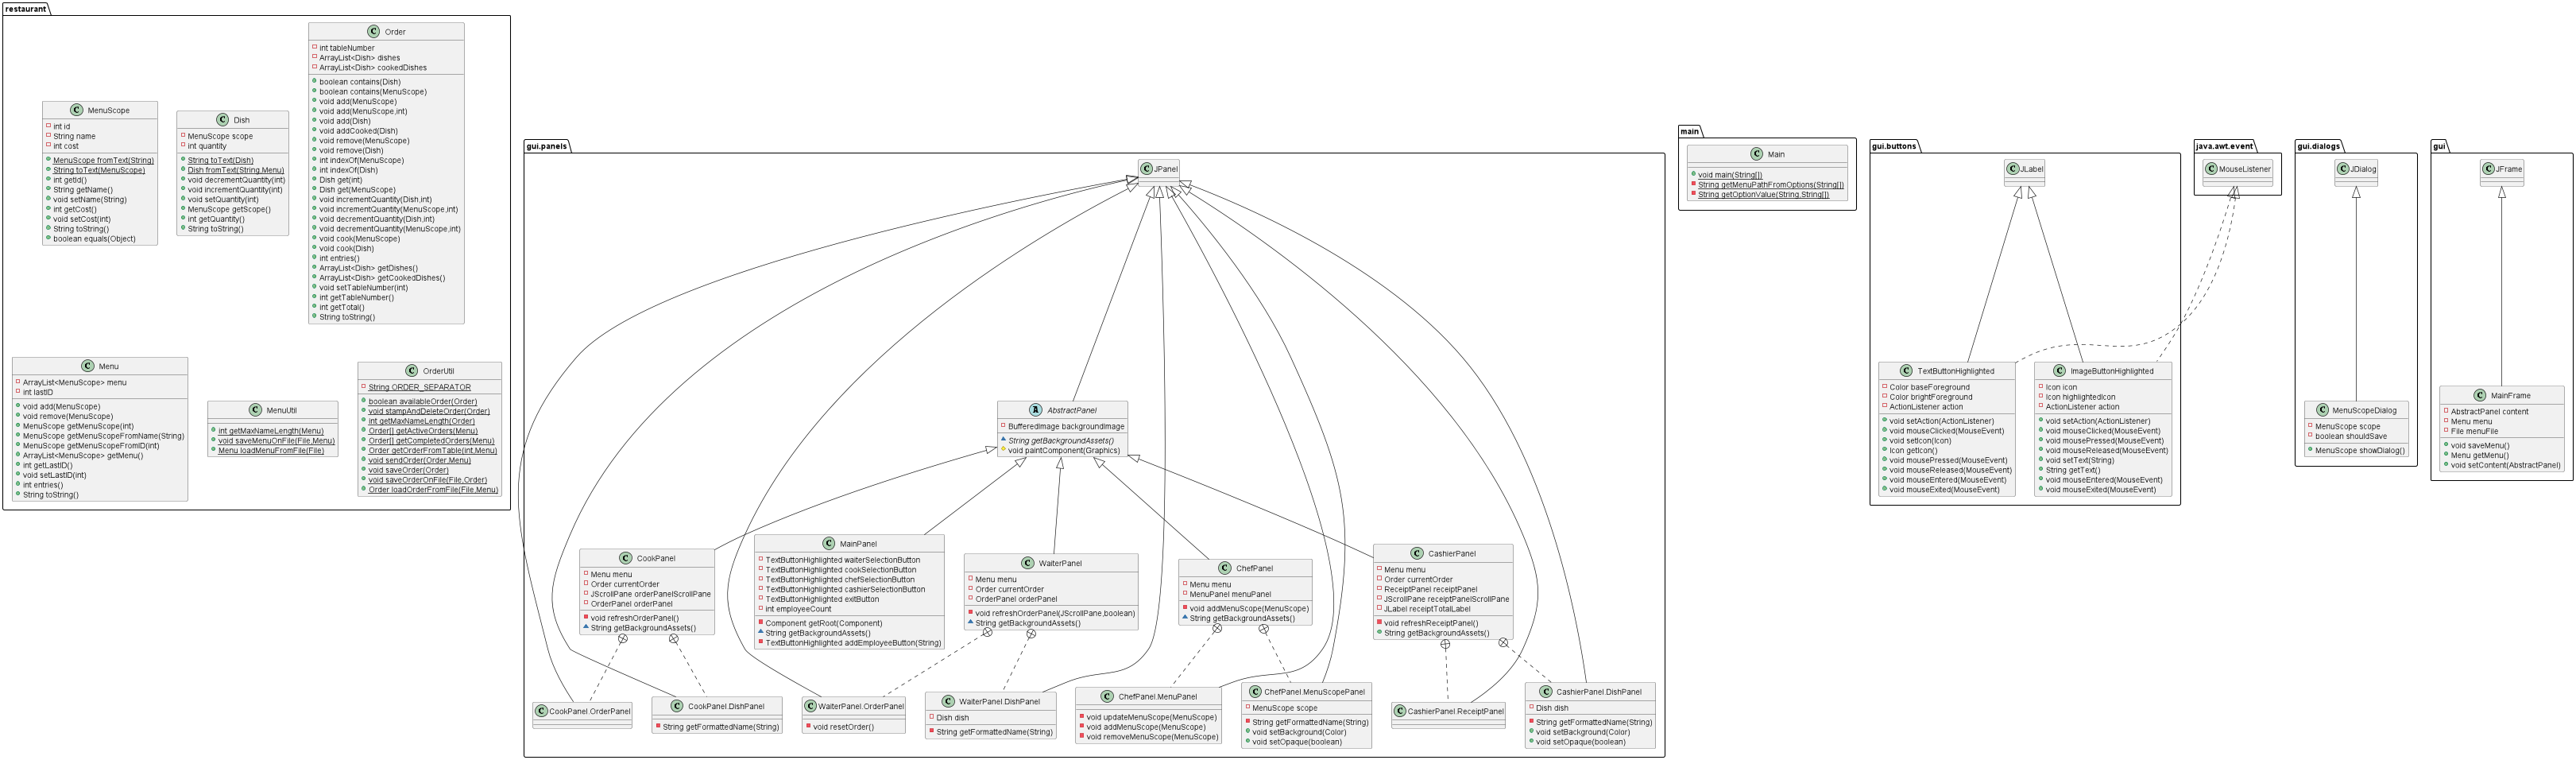 restaurant
Order
int tableNumber
ArrayList<Dish> dishes
ArrayList<Dish> cookedDishes
boolean contains(Dish)
boolean contains(MenuScope)
void add(MenuScope)
void add(MenuScope,int)
void add(Dish)
void addCooked(Dish)
void remove(MenuScope)
void remove(Dish)
int indexOf(MenuScope)
int indexOf(Dish)
Dish get(int)
Dish get(MenuScope)
void incrementQuantity(Dish,int)
void incrementQuantity(MenuScope,int)
void decrementQuantity(Dish,int)
void decrementQuantity(MenuScope,int)
void cook(MenuScope)
void cook(Dish)
int entries()
ArrayList<Dish> getDishes()
ArrayList<Dish> getCookedDishes()
void setTableNumber(int)
int getTableNumber()
int getTotal()
String toString()
MenuScope
int id
String name
int cost
MenuScope fromText(String)
String toText(MenuScope)
int getId()
String getName()
void setName(String)
int getCost()
void setCost(int)
String toString()
boolean equals(Object)
Dish
MenuScope scope
int quantity
String toText(Dish)
Dish fromText(String,Menu)
void decrementQuantity(int)
void incrementQuantity(int)
void setQuantity(int)
MenuScope getScope()
int getQuantity()
String toString()
Menu
ArrayList<MenuScope> menu
int lastID
void add(MenuScope)
void remove(MenuScope)
MenuScope getMenuScope(int)
MenuScope getMenuScopeFromName(String)
MenuScope getMenuScopeFromID(int)
ArrayList<MenuScope> getMenu()
int getLastID()
void setLastID(int)
int entries()
String toString()
MenuUtil
int getMaxNameLength(Menu)
void saveMenuOnFile(File,Menu)
Menu loadMenuFromFile(File)
OrderUtil
String ORDER_SEPARATOR
boolean availableOrder(Order)
void stampAndDeleteOrder(Order)
int getMaxNameLength(Order)
Order[] getActiveOrders(Menu)
Order[] getCompletedOrders(Menu)
Order getOrderFromTable(int,Menu)
void sendOrder(Order,Menu)
void saveOrder(Order)
void saveOrderOnFile(File,Order)
Order loadOrderFromFile(File,Menu)
gui.panels
JPanel
AbstractPanel
BufferedImage backgroundImage
String getBackgroundAssets()
void paintComponent(Graphics)
CookPanel
Menu menu
Order currentOrder
JScrollPane orderPanelScrollPane
OrderPanel orderPanel
void refreshOrderPanel()
String getBackgroundAssets()
MainPanel
TextButtonHighlighted waiterSelectionButton
TextButtonHighlighted cookSelectionButton
TextButtonHighlighted chefSelectionButton
TextButtonHighlighted cashierSelectionButton
TextButtonHighlighted exitButton
int employeeCount
Component getRoot(Component)
String getBackgroundAssets()
TextButtonHighlighted addEmployeeButton(String)
WaiterPanel
Menu menu
Order currentOrder
OrderPanel orderPanel
void refreshOrderPanel(JScrollPane,boolean)
String getBackgroundAssets()
ChefPanel
Menu menu
MenuPanel menuPanel
void addMenuScope(MenuScope)
String getBackgroundAssets()
CashierPanel
Menu menu
Order currentOrder
ReceiptPanel receiptPanel
JScrollPane receiptPanelScrollPane
JLabel receiptTotalLabel
void refreshReceiptPanel()
String getBackgroundAssets()
CookPanel.OrderPanel
CookPanel.DishPanel
String getFormattedName(String)
WaiterPanel.OrderPanel
void resetOrder()
WaiterPanel.DishPanel
Dish dish
String getFormattedName(String)
ChefPanel.MenuPanel
void updateMenuScope(MenuScope)
void addMenuScope(MenuScope)
void removeMenuScope(MenuScope)
ChefPanel.MenuScopePanel
MenuScope scope
String getFormattedName(String)
void setBackground(Color)
void setOpaque(boolean)
CashierPanel.ReceiptPanel
CashierPanel.DishPanel
Dish dish
String getFormattedName(String)
void setBackground(Color)
void setOpaque(boolean)
main
Main
void main(String[])
String getMenuPathFromOptions(String[])
String getOptionValue(String,String[])
gui.buttons
JLabel
TextButtonHighlighted
Color baseForeground
Color brightForeground
ActionListener action
void setAction(ActionListener)
void mouseClicked(MouseEvent)
void setIcon(Icon)
Icon getIcon()
void mousePressed(MouseEvent)
void mouseReleased(MouseEvent)
void mouseEntered(MouseEvent)
void mouseExited(MouseEvent)
ImageButtonHighlighted
Icon icon
Icon highlightedIcon
ActionListener action
void setAction(ActionListener)
void mouseClicked(MouseEvent)
void mousePressed(MouseEvent)
void mouseReleased(MouseEvent)
void setText(String)
String getText()
void mouseEntered(MouseEvent)
void mouseExited(MouseEvent)
java.awt.event
MouseListener
gui.dialogs
JDialog
MenuScopeDialog
MenuScope scope
boolean shouldSave
MenuScope showDialog()
gui
JFrame
MainFrame
AbstractPanel content
Menu menu
File menuFile
void saveMenu()
Menu getMenu()
void setContent(AbstractPanel)